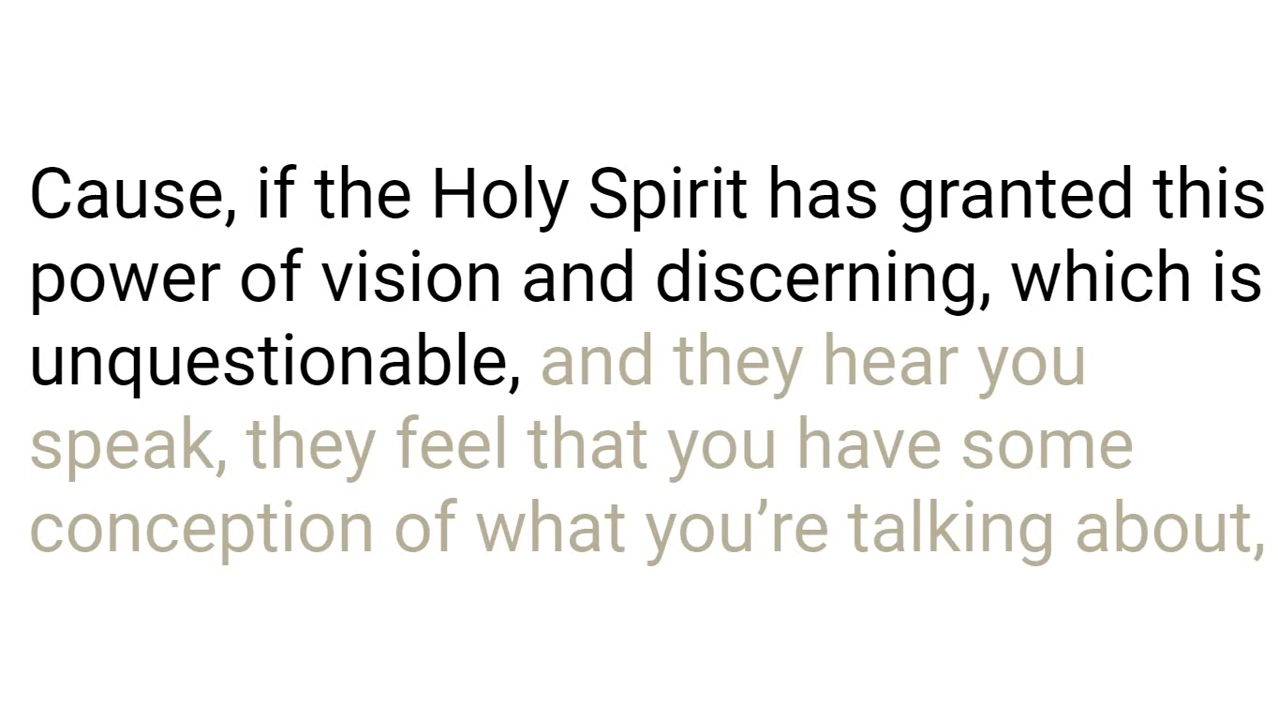 Cause, if the Holy Spirit has granted this
power of vision and discerning, which is
unquestionable, and they hear you
speak, they feel that you have some
conception of what you’re talking about,